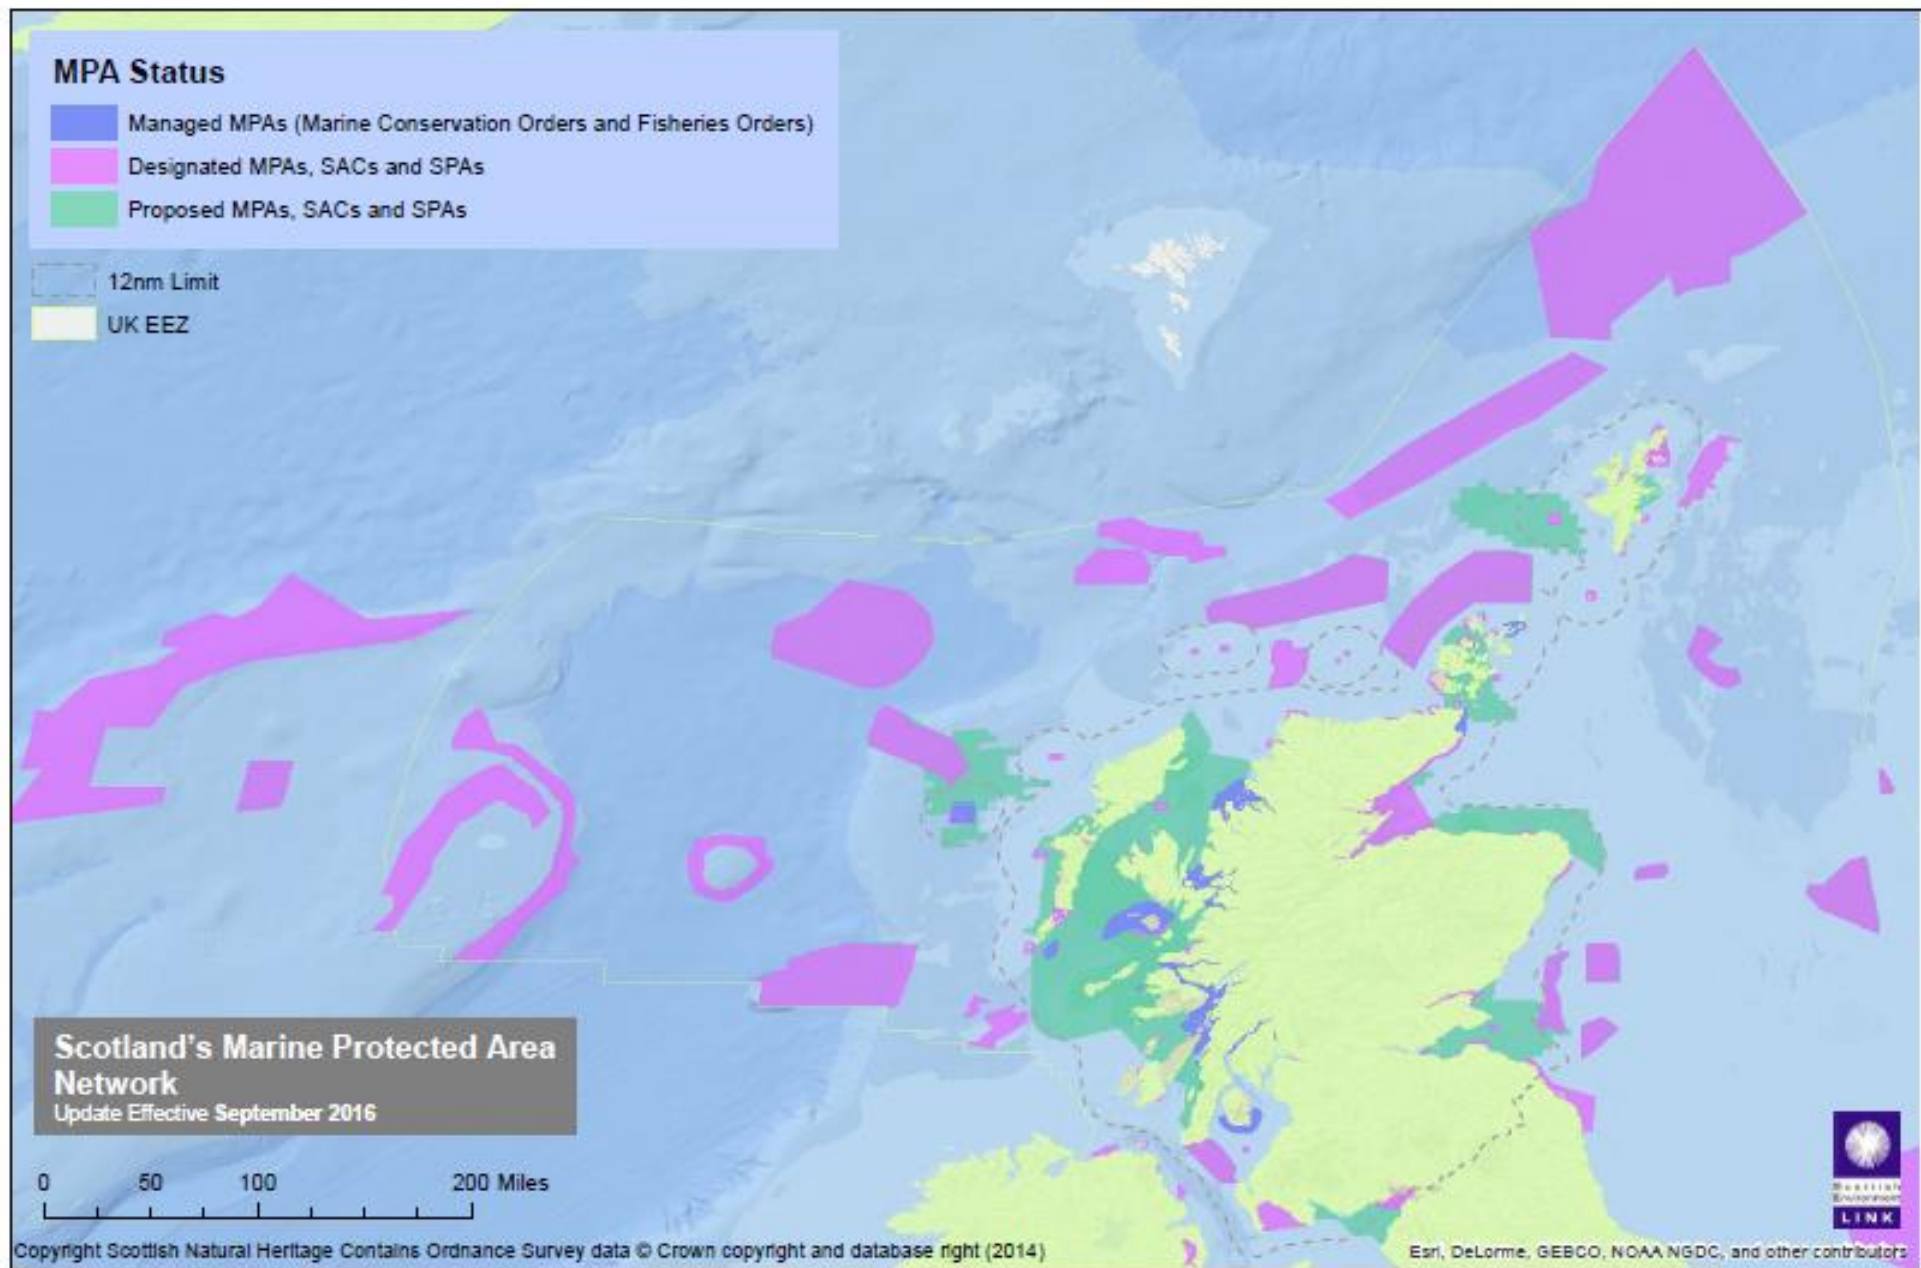 MPA Status
Managed MPAs (Marine Conservation Orders and Fisheries Orders)
Designated MPAs, SACs and SPAs
Proposed MPAs, SACs and SPAs
12nm Limit
UK EEZ
Scotland's Marine Protected Area
Network
Update Effective September 2016
0 50 100 200 Miles
Scottish
Environment
LINK
Copyright Scottish Natural Heritage Contains Ordnance Survey data © Crown copyright and database right (2014)
Esri, DeLorme, GEBCO, NOAA NGDC, and other contributors